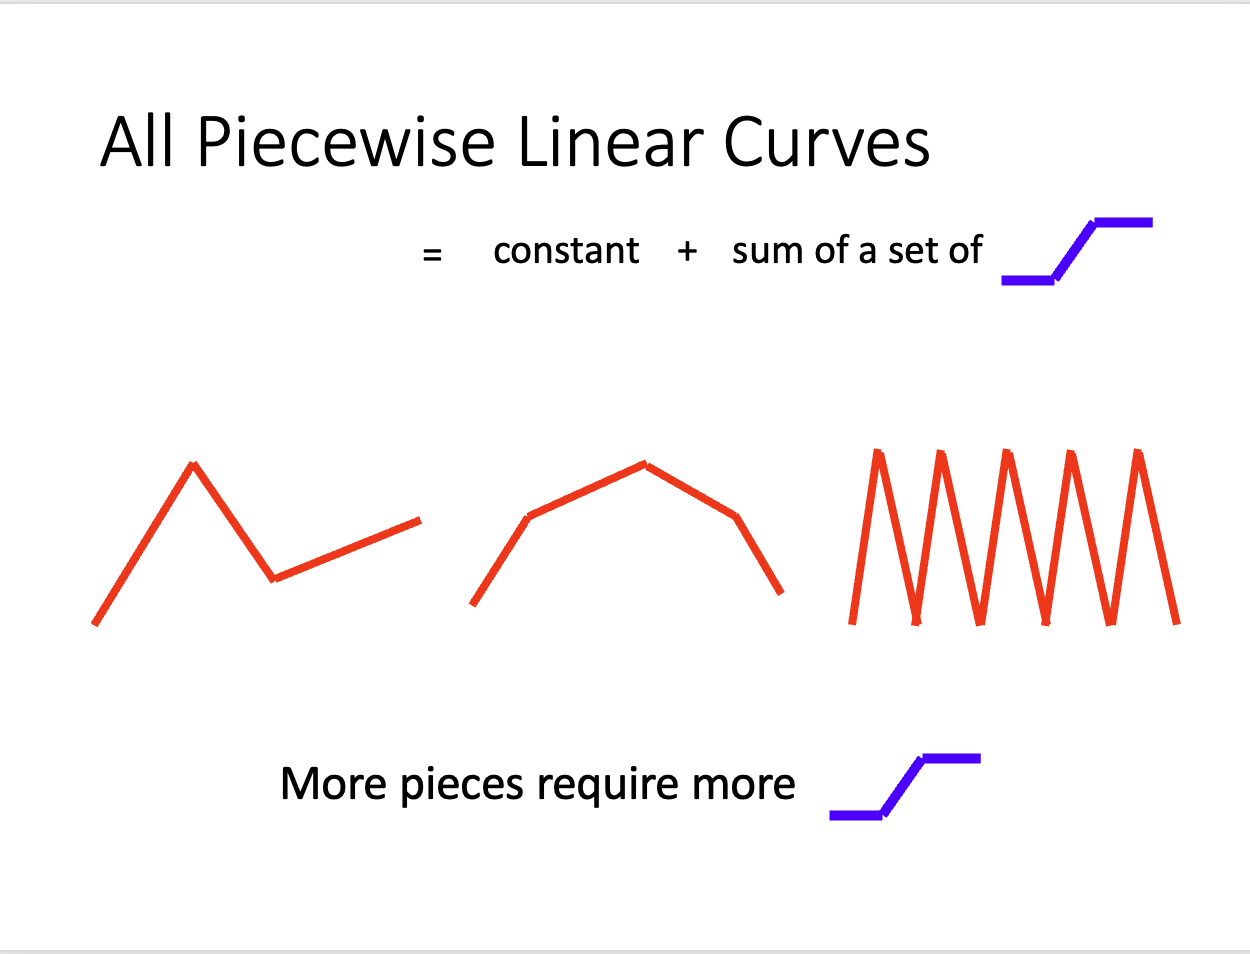 All Piecewise Linear Curves
= constant + sum of a set of
More pieces require more